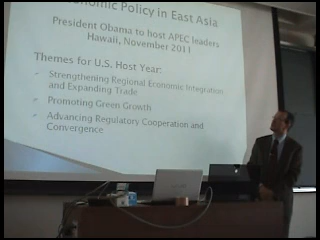 nomic Policy in East Asia
President Obama to host APEC leaders
Hawaii, November 2011
Themes for U.S. Host Year:
Strengthening Regional Economic Integration
and Expanding Trade
Promoting Green Growth
Advancing Regulatory Cooperation and
Convergence